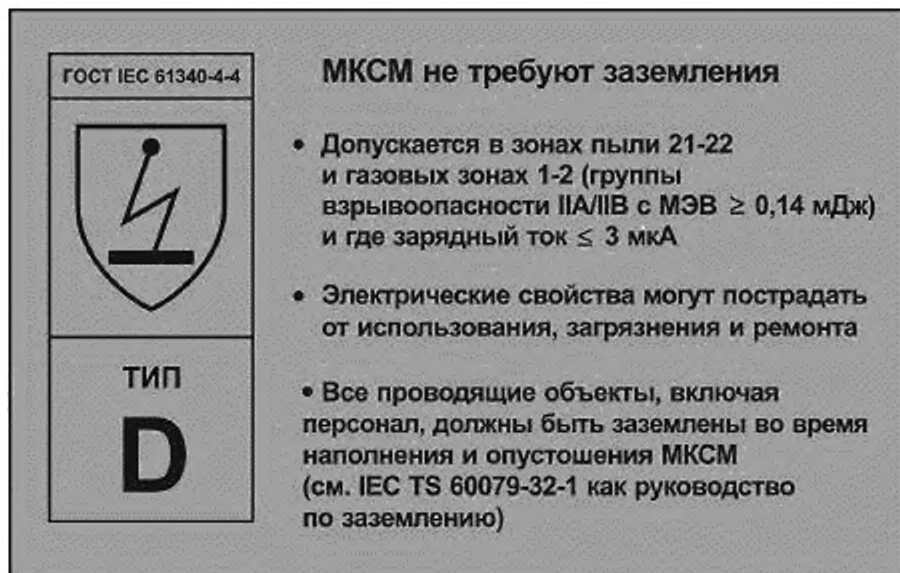 ГОСТ IEC 61340-4-4
ТИП
D
МКСМ не требуют заземления
• Допускается в зонах пыли 21-22
и газовых зонах 1-2 (группы
взрывоопасности IIA/IIB с МЭВ ≥ 0,14 мДж)
и где зарядный ток ≤ 3 мкА
• Электрические свойства могут пострадать
от использования, загрязнения и ремонта
• Все проводящие объекты, включая
персонал, должны быть заземлены во время
наполнения и опустошения МКСМ
(см. IEC TS 60079-32-1 как руководство
по заземлению)